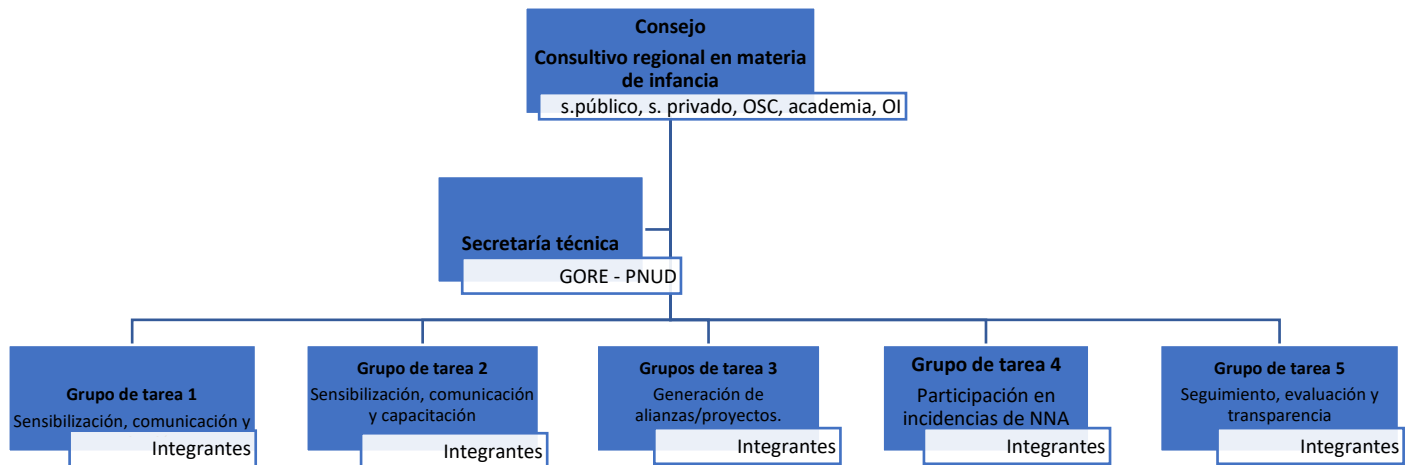 Consejo
Consultivo regional en materia
de infancia
s.público, s. privado, OSC, academia, OI
Secretaría técnica
GORE - PNUD
Grupo de tarea 1
Sensibilización, comunicación y
Integrantes
Grupo de tarea 2
Sensibilización, comunicación
y capacitación
Integrantes
Grupos de tarea 3
Generación de
alianzas/proyectos.
Integrantes
Grupo de tarea 4
Participación en
incidencias de NNA
Integrantes
Grupo de tarea 5
Seguimiento, evaluación y
transparencia
Integrantes